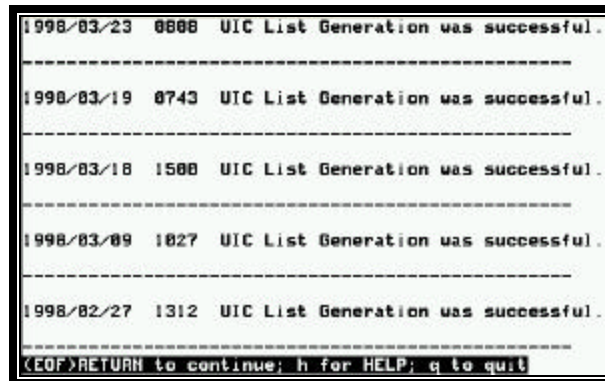 1998/03/23 0808 UIC List Generation was successful.
------------------------------------------------------
1998/03/19 0743 UIC List Generation was successful.
------------------------------------------------------
1998/03/18 1500 UIC List Generation was successful.
------------------------------------------------------
1998/03/09 1027 UIC List Generation was successful.
------------------------------------------------------
1998/02/27 1312 UIC List Generation was successful.
------------------------------------------------------
(EOF)RETURN to continue; h for HELP; q to quit